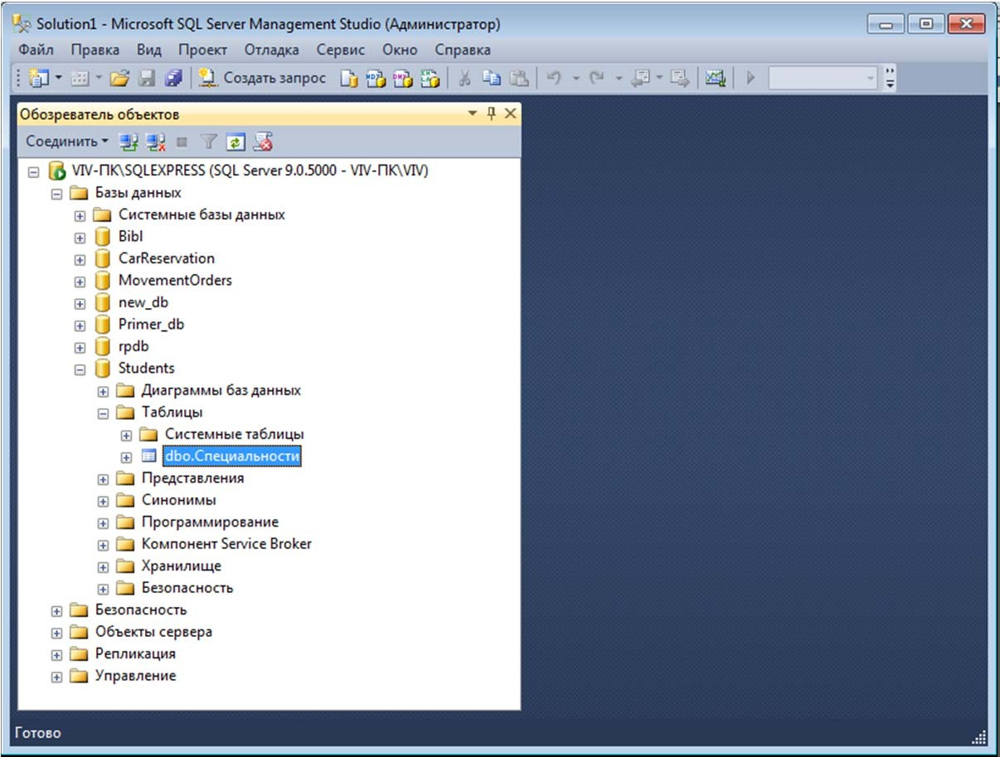 Solution1 - Microsoft SQL Server Management Studio (Администратор)
Файл Правка Вид Проект Отладка Сервис Окно Справка
Создать запрос
Обозреватель объектов
Соединить
VIV-ПК\SQLEXPRESS (SQL Server 9.0.5000 - VIV-ПК\VIV)
Базы данных
Системные базы данных
Bibl
CarReservation
MovementOrders
new_db
Primer_db
rpdb
Students
Диаграммы баз данных
Таблицы
Системные таблицы
dbo.Специальности
Представления
Синонимы
Программирование
Компонент Service Broker
Хранилище
Безопасность
Безопасность
Объекты сервера
Репликация
Управление
Готово